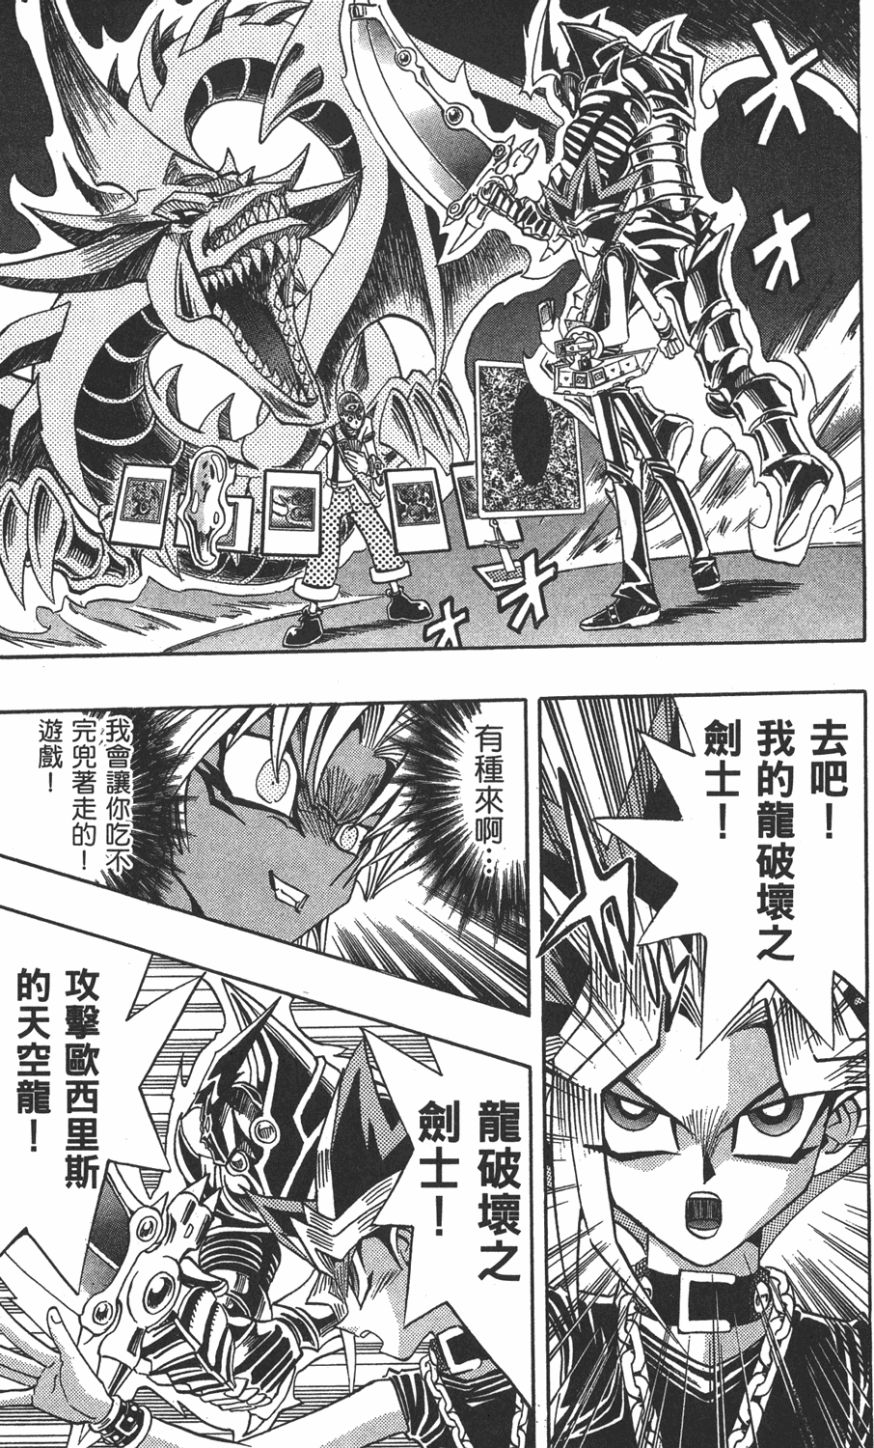 去吧！
我的龍破壞之
劍士！
有種來啊…
我會讓你吃不
完兜著走的！
遊戲！
龍破壞之
劍士！
攻擊歐西里斯
的天空龍！